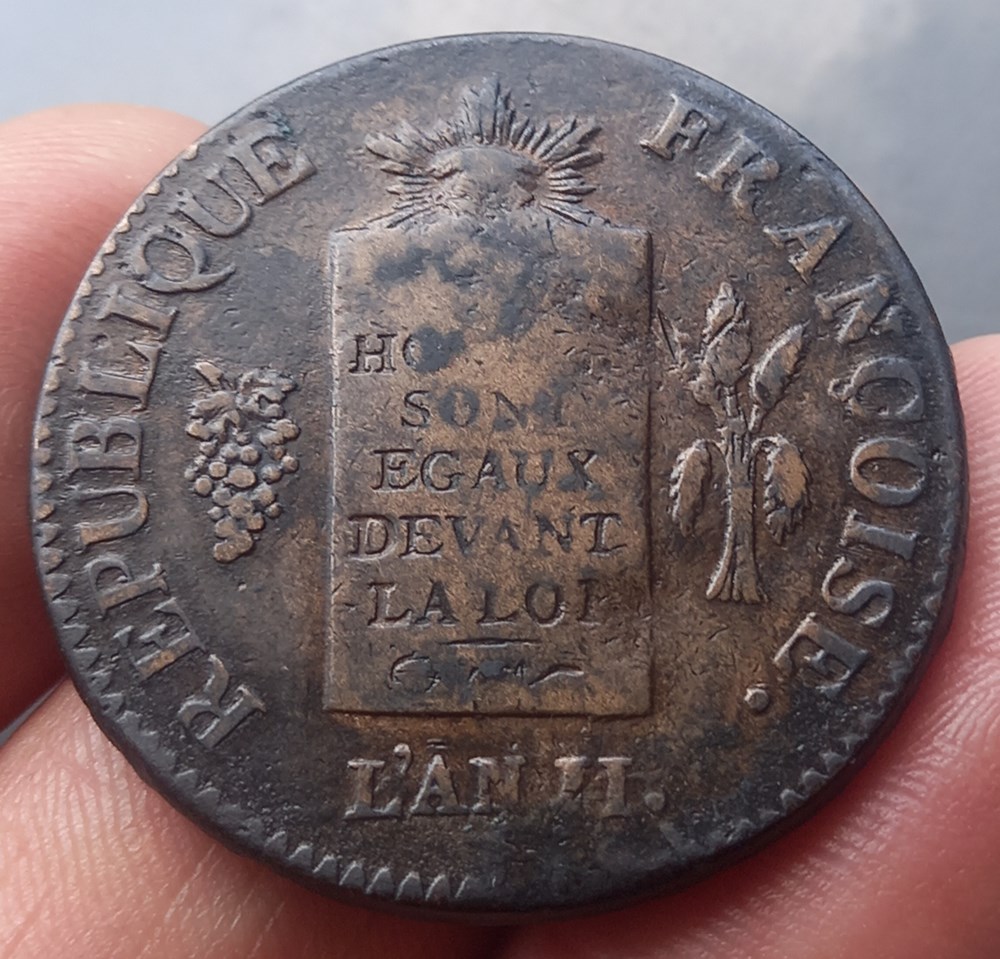 REPUBLIQUE FRANÇOISE.
SONT
EGAUX
DEVANT
LA LOI
L'AN II.